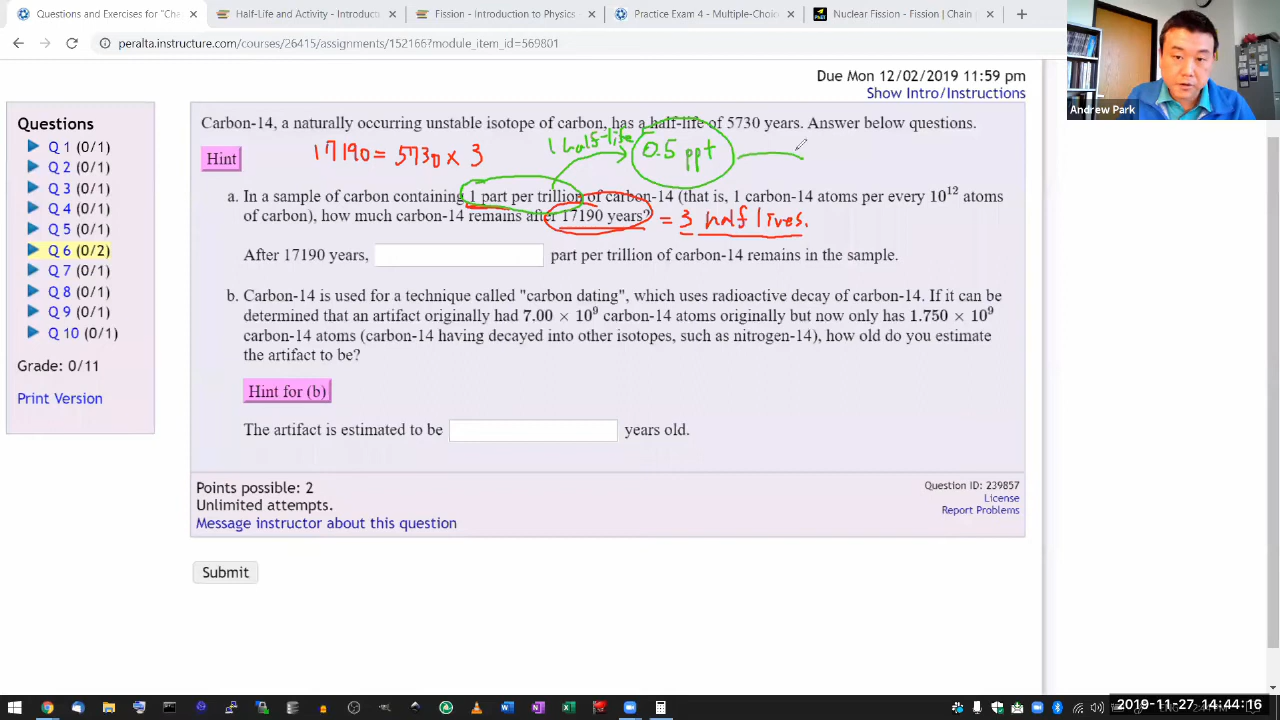 Questions and Exercises for "Cha
Half-Life and Activity - Introduc
Fission - Introduction to Physics
Practice Exam 4 - Multiple-Choic
Nuclear Fission - Fission | Chain
peralta.instructure.com/courses/26415/assignments/152166?module_item_id=569801
Andrew Park
Due Mon 12/02/2019 11:59 pm
Show Intro/Instructions
Questions
Q 1 (0/1)
Q 2 (0/1)
Q 3 (0/1)
Q 4 (0/1)
Q 5 (0/1)
Q 6 (0/2)
Q 7 (0/1)
Q 8 (0/1)
Q 9 (0/1)
Q 10 (0/1)
Grade: 0/11
Print Version
Carbon-14, a naturally occuring unstable isotope of carbon, has a half-life of 5730 years. Answer below questions.
Hint
17190 = 5730 × 3
1 half-life
0.5 ppt
a. In a sample of carbon containing 1 part per trillion of carbon-14 (that is, 1 carbon-14 atoms per every 10¹² atoms
of carbon), how much carbon-14 remains after 17190 years?
= 3 half lives.
After 17190 years, part per trillion of carbon-14 remains in the sample.
b. Carbon-14 is used for a technique called "carbon dating", which uses radioactive decay of carbon-14. If it can be
determined that an artifact originally had 7.00 × 10⁹ carbon-14 atoms originally but now only has 1.750 × 10⁹
carbon-14 atoms (carbon-14 having decayed into other isotopes, such as nitrogen-14), how old do you estimate
the artifact to be?
Hint for (b)
The artifact is estimated to be years old.
Points possible: 2
Unlimited attempts.
Message instructor about this question
Question ID: 239857
License
Report Problems
Submit
2019-11-27 14:44:16